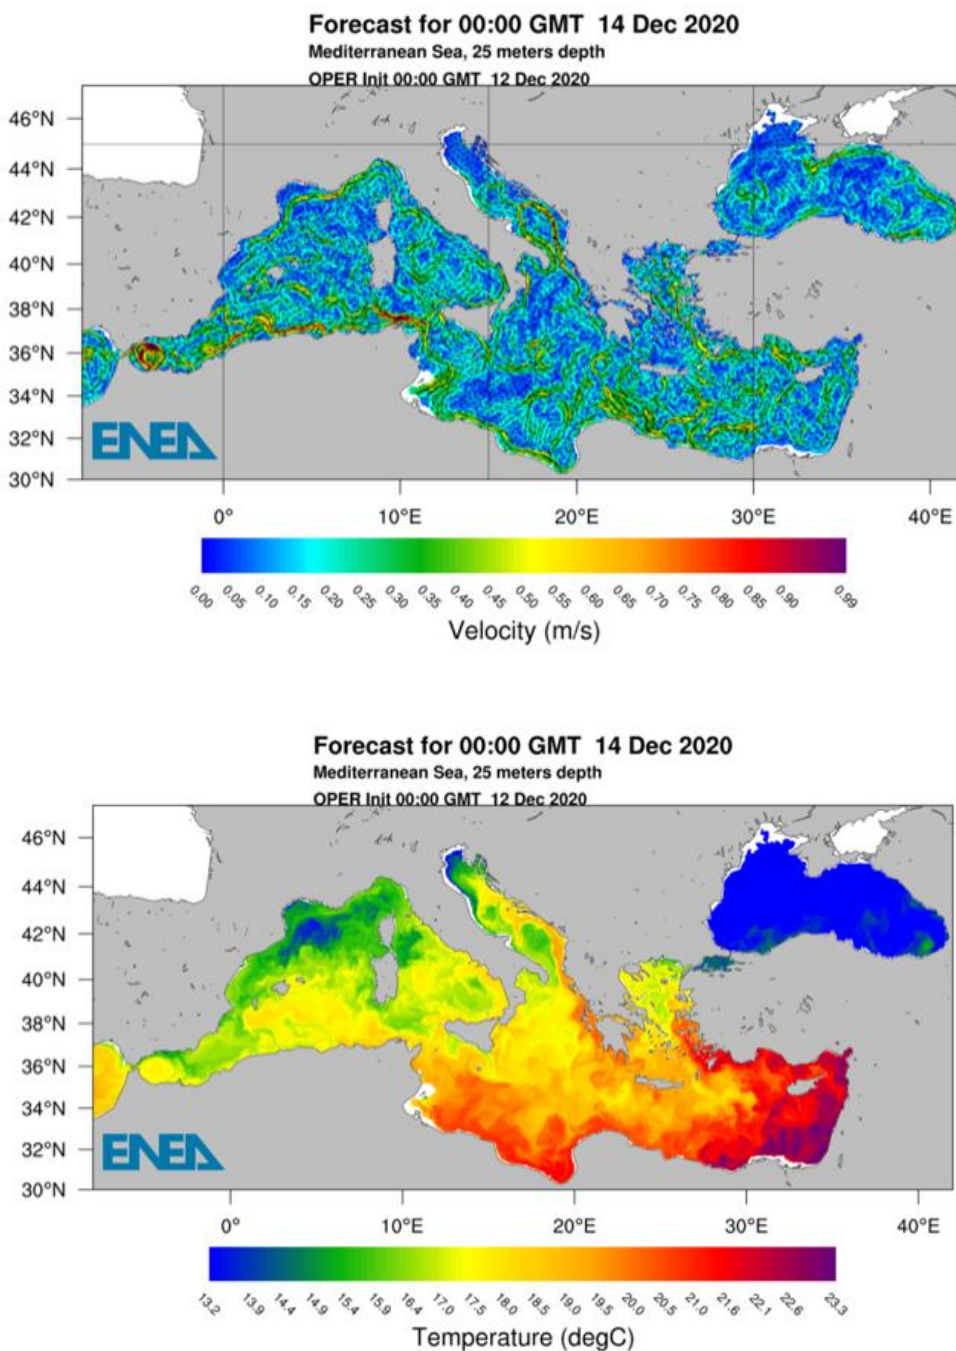 Forecast for 00:00 GMT 14 Dec 2020
Mediterranean Sea, 25 meters depth
OPER Init 00:00 GMT 12 Dec 2020
46°N
44°N
42°N
40°N
38°N
36°N
34°N
32°N
30°N
ENEA
0° 10°E 20°E 30°E 40°E
0.00 0.05 0.10 0.15 0.20 0.25 0.30 0.35 0.40 0.45 0.50 0.55 0.60 0.65 0.70 0.75 0.80 0.85 0.90 0.99
Velocity (m/s)
Forecast for 00:00 GMT 14 Dec 2020
Mediterranean Sea, 25 meters depth
OPER Init 00:00 GMT 12 Dec 2020
46°N
44°N
42°N
40°N
38°N
36°N
34°N
32°N
30°N
ENEA
0° 10°E 20°E 30°E 40°E
13.2 13.9 14.4 14.9 15.4 15.9 16.4 17.0 17.5 18.0 18.5 19.0 19.5 20.0 20.5 21.0 21.6 22.1 22.6 23.3
Temperature (degC)